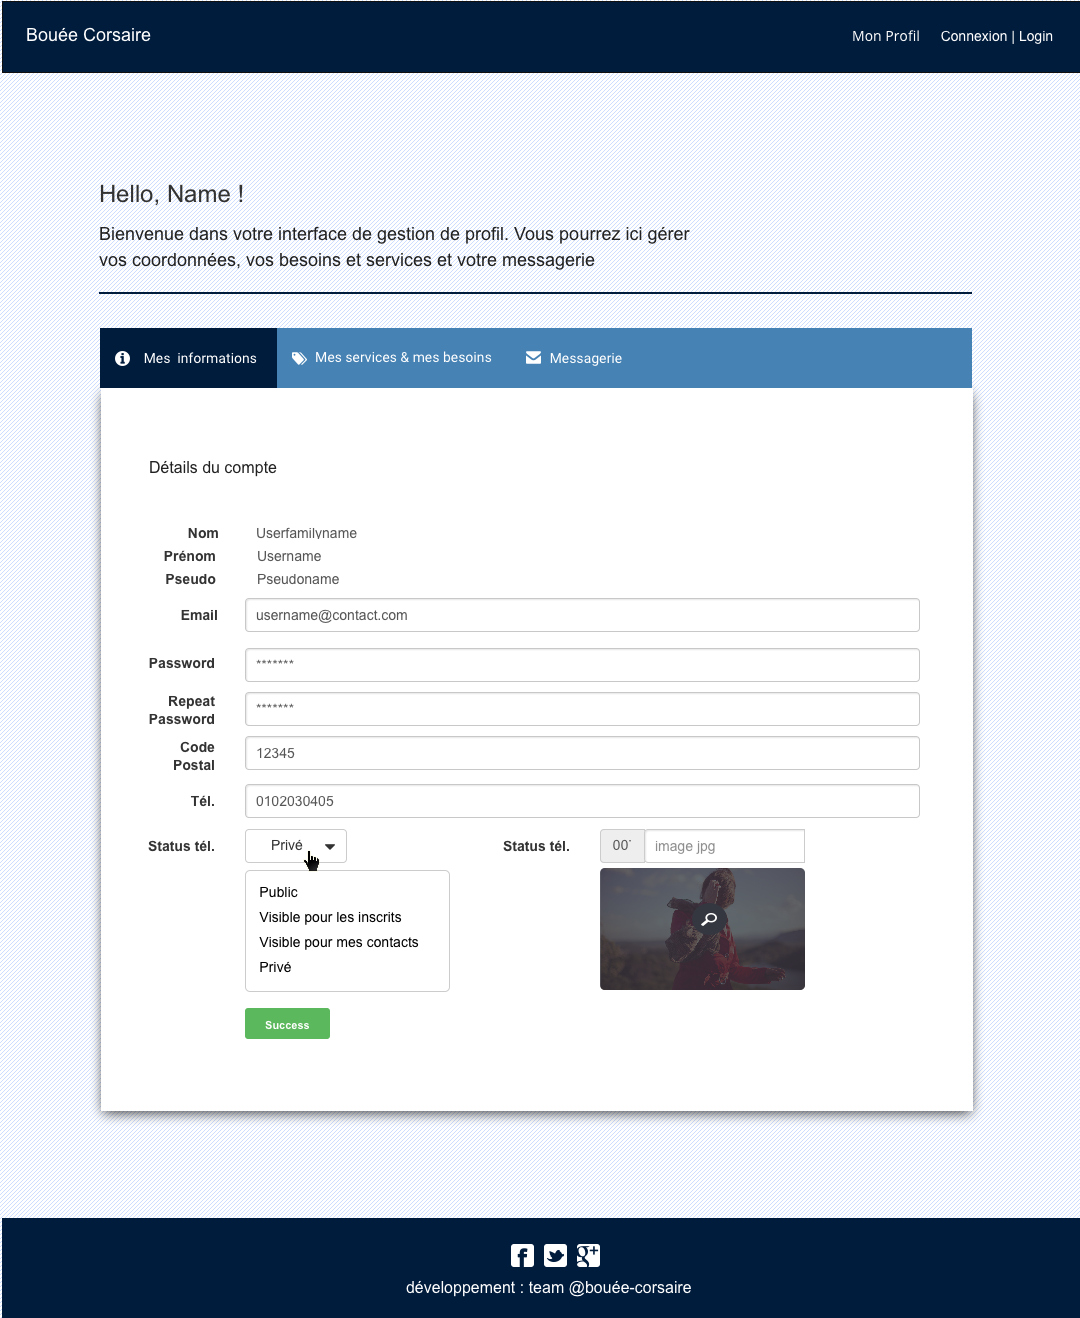 Bouée Corsaire
Mon Profil
Connexion | Login
Hello, Name !
Bienvenue dans votre interface de gestion de profil. Vous pourrez ici gérer
vos coordonnées, vos besoins et services et votre messagerie
Mes informations
Mes services & mes besoins
Messagerie
Détails du compte
Nom
Userfamilyname
Prénom
Username
Pseudo
Pseudoname
Email
username@contact.com
Password
*******
Repeat
Password
*******
Code
Postal
12345
Tél.
0102030405
Status tél.
Privé
Status tél.
image jpg
Public
Visible pour les inscrits
Visible pour mes contacts
Privé
Success
développement : team @bouée-corsaire